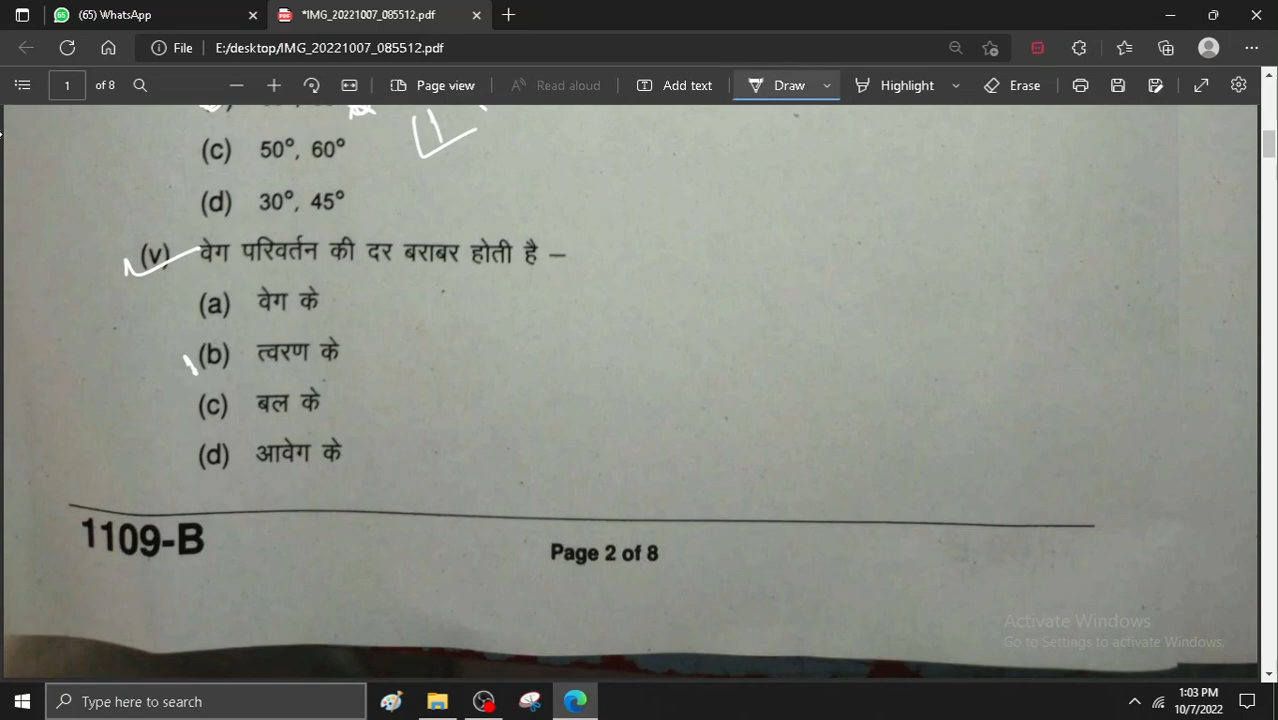 (65) WhatsApp
*IMG_20221007_085512.pdf
File E:/desktop/IMG_20221007_085512.pdf
1 of 8 Page view Read aloud Add text Draw Highlight Erase
(c) 50°, 60°
(d) 30°, 45°
(v) वेग परिवर्तन की दर बराबर होती है –
(a) वेग के
(b) त्वरण के
(c) बल के
(d) आवेग के
1109-B
Page 2 of 8
Activate Windows
Go to Settings to activate Windows.
Type here to search
1:03 PM
10/7/2022